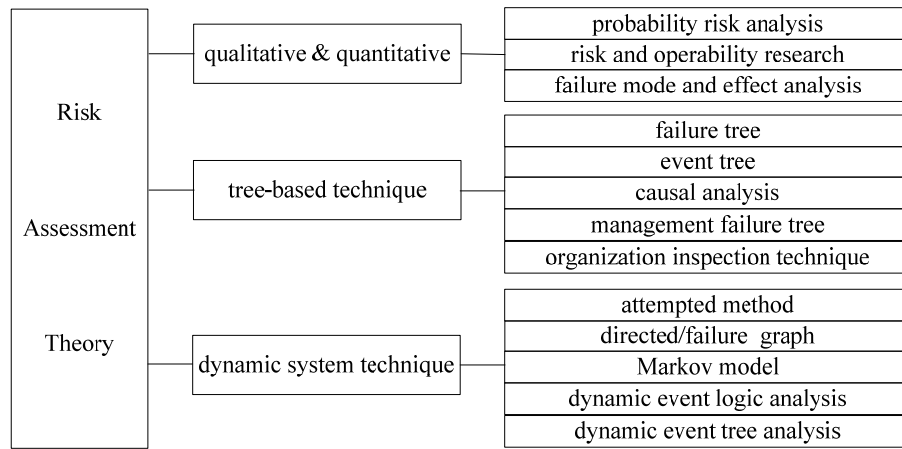 Risk
Assessment
Theory
qualitative & quantitative
probability risk analysis
risk and operability research
failure mode and effect analysis
tree-based technique
failure tree
event tree
causal analysis
management failure tree
organization inspection technique
dynamic system technique
attempted method
directed/failure graph
Markov model
dynamic event logic analysis
dynamic event tree analysis